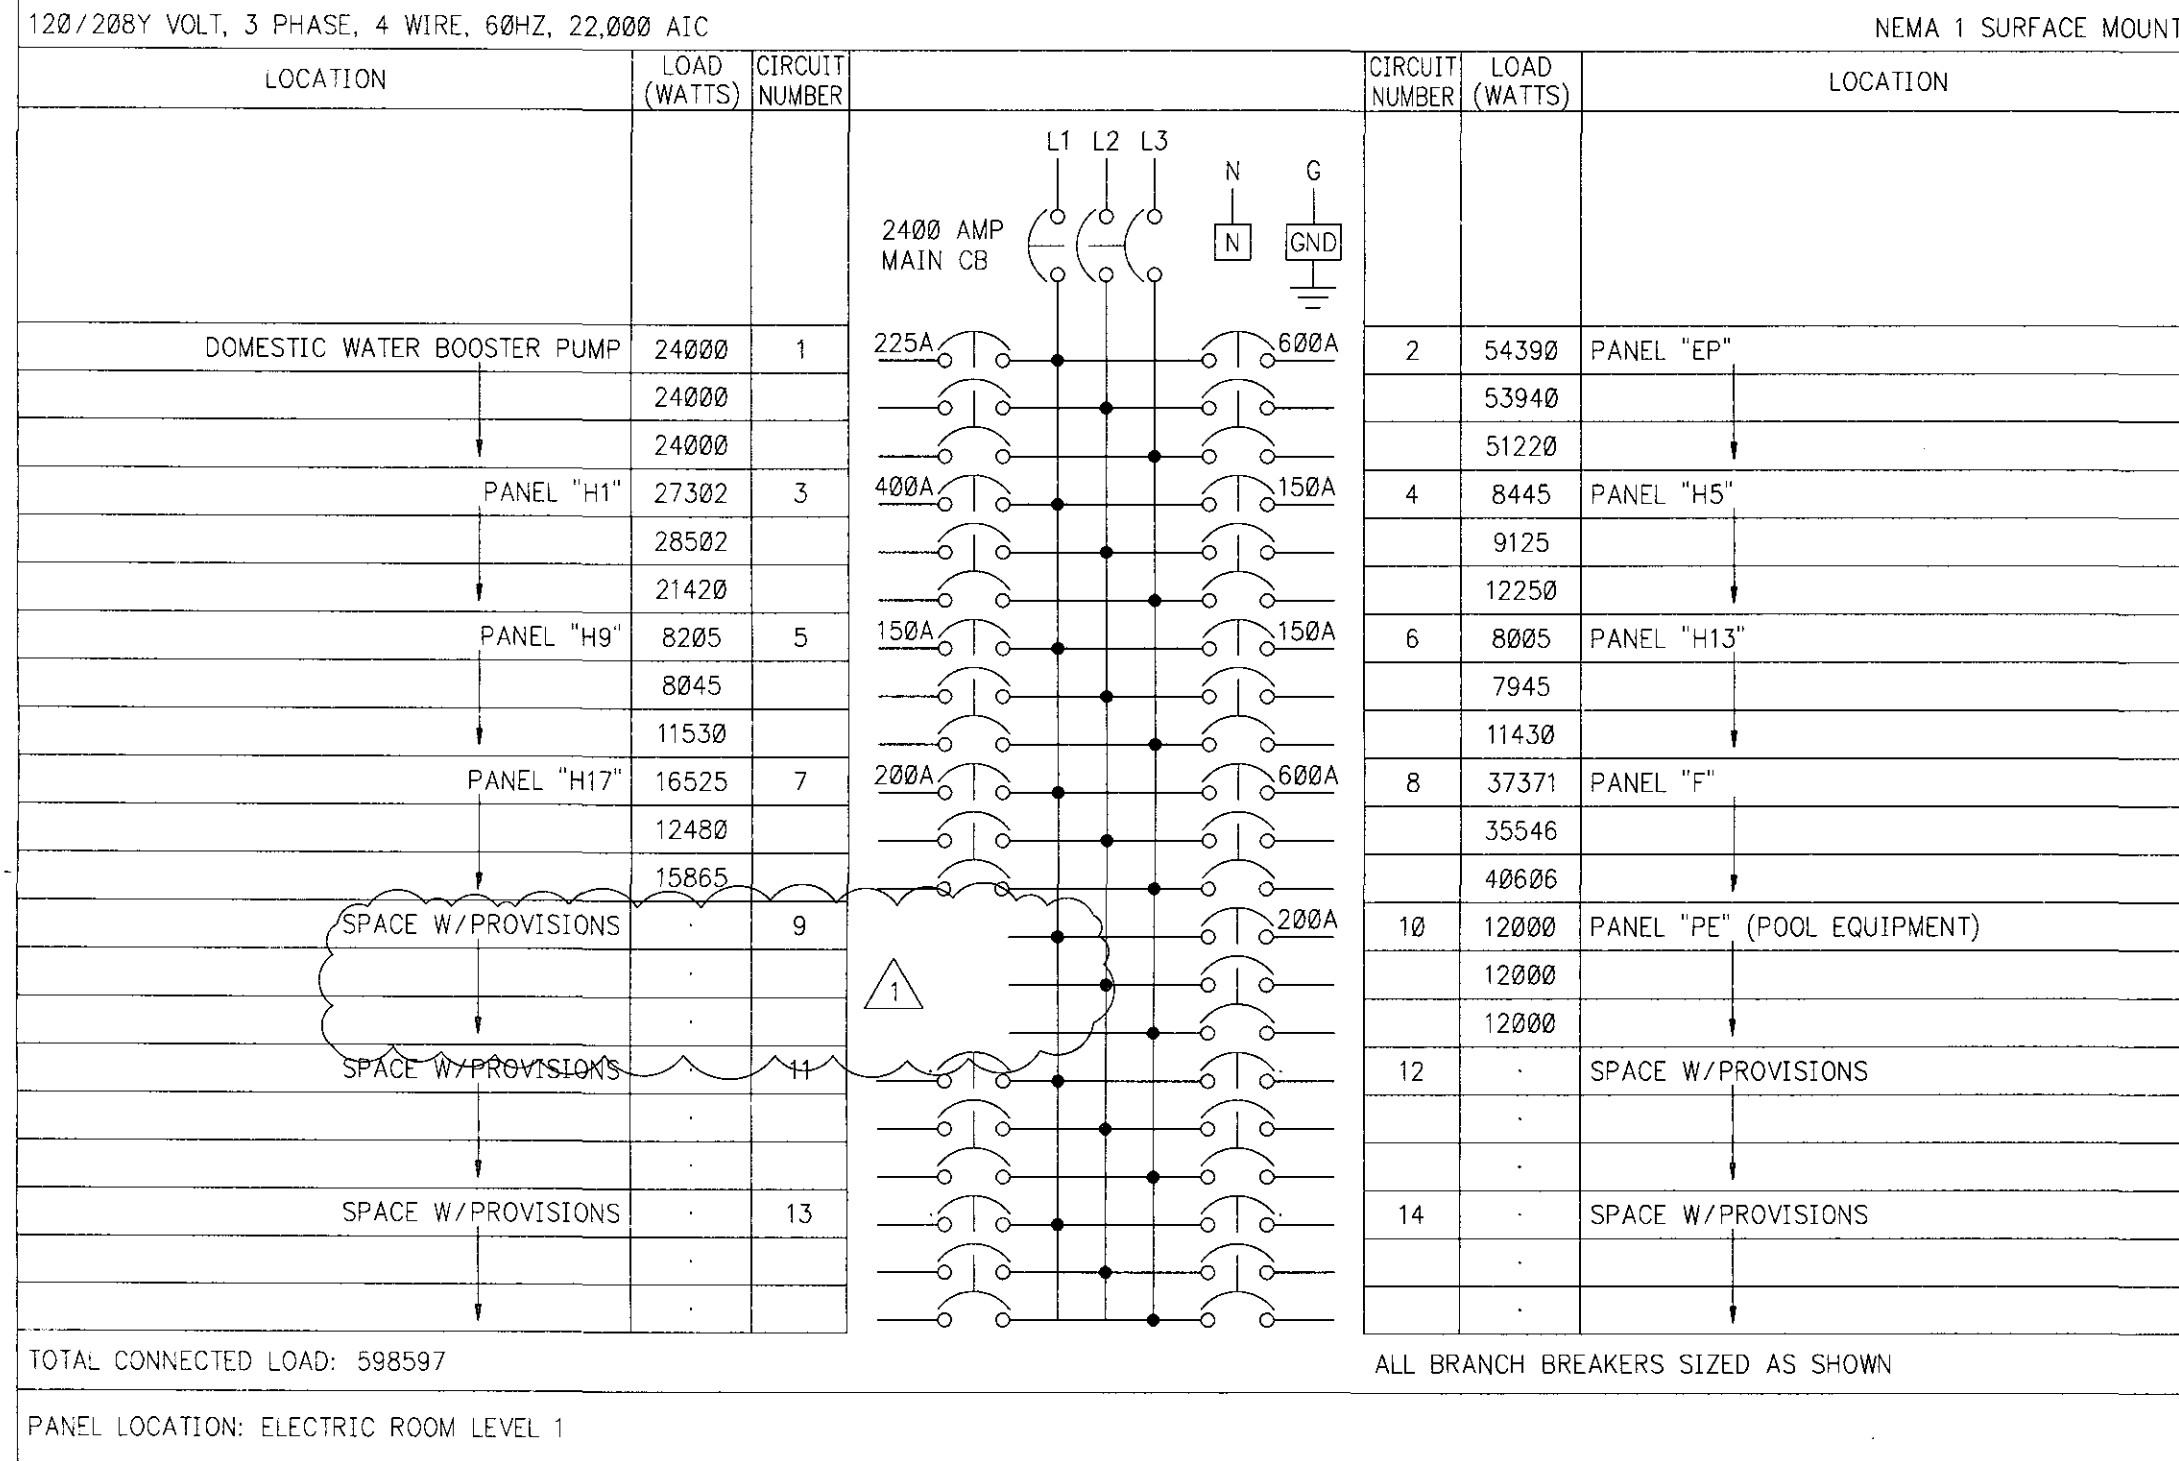 120/208Y VOLT, 3 PHASE, 4 WIRE, 60HZ, 22,000 AIC NEMA 1 SURFACE MOUNT
LOCATION LOAD (WATTS) CIRCUIT NUMBER CIRCUIT NUMBER LOAD (WATTS) LOCATION
L1 L2 L3
N G
2400 AMP N GND
MAIN CB
DOMESTIC WATER BOOSTER PUMP 24000 1 225A 600A 2 54390 PANEL "EP"
24000 53940
24000 51220
PANEL "H1" 27302 3 400A 150A 4 8445 PANEL "H5"
28502 9125
21420 12250
PANEL "H9" 8205 5 150A 150A 6 8005 PANEL "H13"
8045 7945
11530 11430
PANEL "H17" 16525 7 200A 600A 8 37371 PANEL "F"
12480 35546
15865 40606
SPACE W/PROVISIONS 9 200A 10 12000 PANEL "PE" (POOL EQUIPMENT)
1 12000
12000
SPACE W/PROVISIONS 11 12 SPACE W/PROVISIONS
SPACE W/PROVISIONS 13 14 SPACE W/PROVISIONS
TOTAL CONNECTED LOAD: 598597 ALL BRANCH BREAKERS SIZED AS SHOWN
PANEL LOCATION: ELECTRIC ROOM LEVEL 1